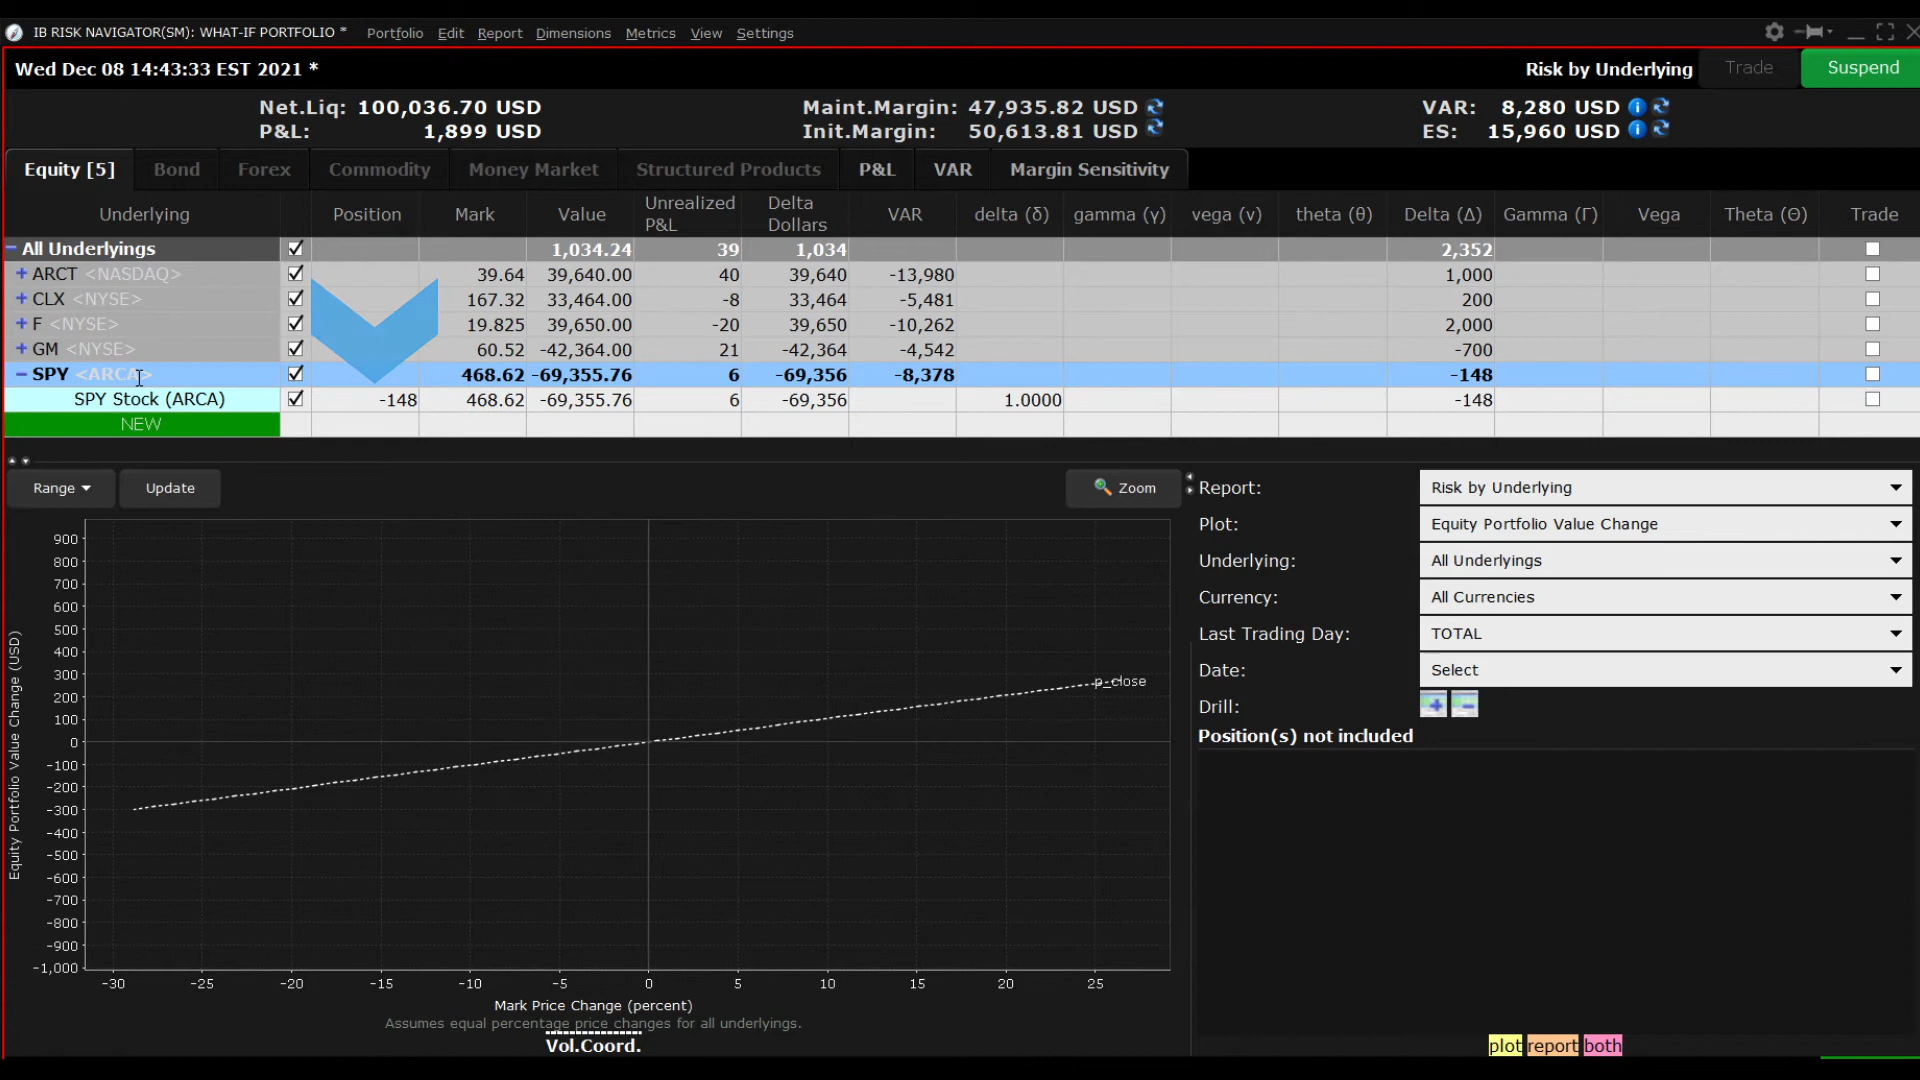 IB RISK NAVIGATOR(SM): WHAT-IF PORTFOLIO * Portfolio Edit Report Dimensions Metrics View Settings
Wed Dec 08 14:43:33 EST 2021 * Risk by Underlying Trade Suspend
Net.Liq: 100,036.70 USD Maint.Margin: 47,935.82 USD VAR: 8,280 USD
P&L: 1,899 USD Init.Margin: 50,613.81 USD ES: 15,960 USD
Equity [5] Bond Forex Commodity Money Market Structured Products P&L VAR Margin Sensitivity
Underlying Position Mark Value Unrealized P&L Delta Dollars VAR delta (δ) gamma (γ) vega (ν) theta (θ) Delta (Δ) Gamma (Γ) Vega Theta (Θ) Trade
All Underlyings 1,034.24 39 1,034 2,352
ARCT <NASDAQ> 39.64 39,640.00 40 39,640 -13,980 1,000
CLX <NYSE> 167.32 33,464.00 -8 33,464 -5,481 200
F <NYSE> 19.825 39,650.00 -20 39,650 -10,262 2,000
GM <NYSE> 60.52 -42,364.00 21 -42,364 -4,542 -700
SPY <ARCA> 468.62 -69,355.76 6 -69,356 -8,378 -148
SPY Stock (ARCA) -148 468.62 -69,355.76 6 -69,356 1.0000 -148
NEW
Range Update Zoom
Report: Risk by Underlying
Plot: Equity Portfolio Value Change
Underlying: All Underlyings
Currency: All Currencies
Last Trading Day: TOTAL
Date: Select
Drill:
Position(s) not included
Equity Portfolio Value Change (USD)
900
800
700
600
500
400
300
200
100
0
-100
-200
-300
-400
-500
-600
-700
-800
-900
-1,000
p_close
-30 -25 -20 -15 -10 -5 0 5 10 15 20 25
Mark Price Change (percent)
Assumes equal percentage price changes for all underlyings.
Vol.Coord.
plot report both